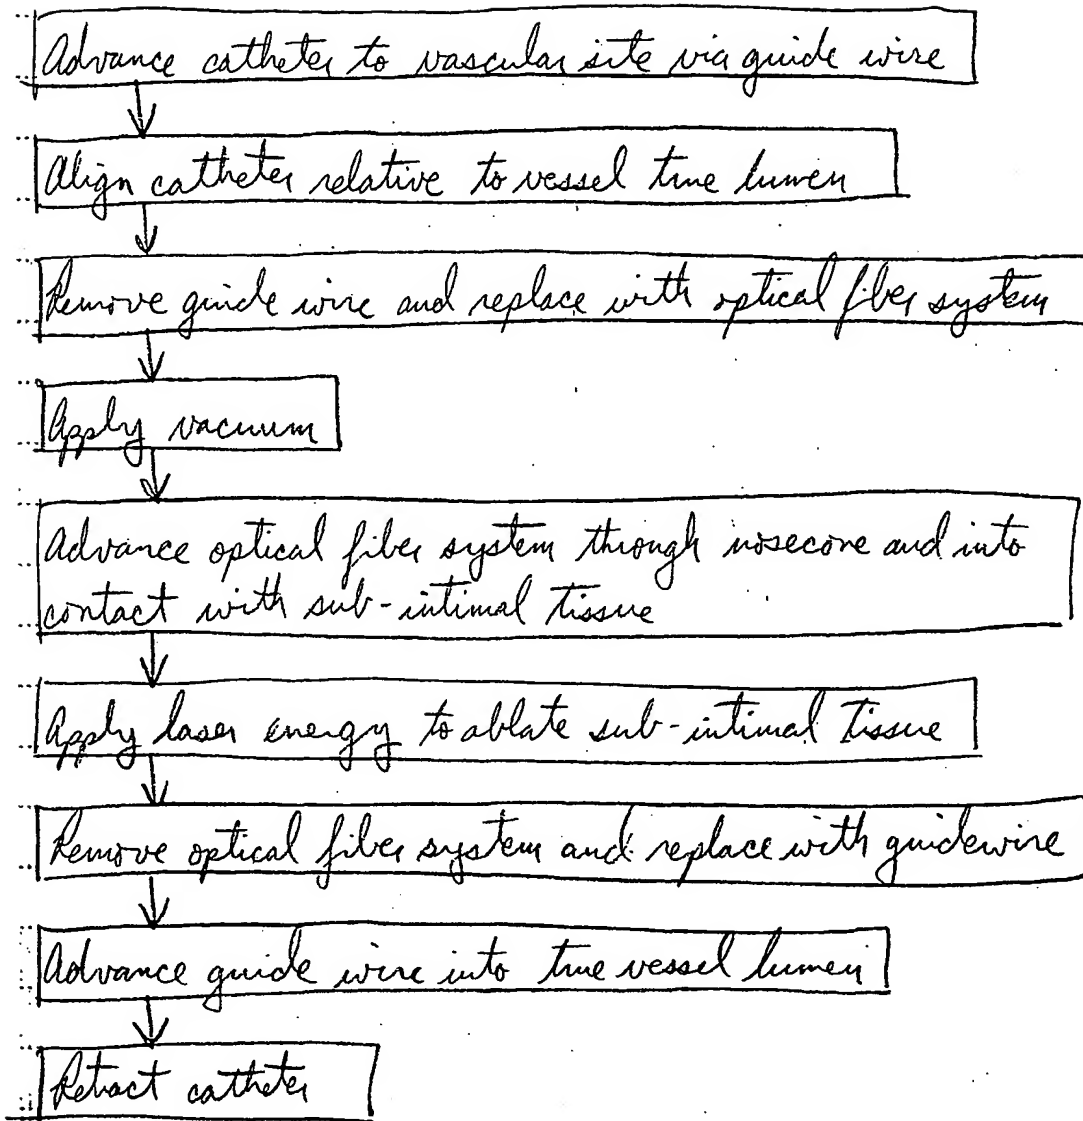 Advance catheter to vascular site via guide wire
Align catheter relative to vessel true lumen
Remove guide wire and replace with optical fiber system
Apply vacuum
Advance optical fiber system through nosecone and into
contact with sub-intimal tissue
Apply laser energy to ablate sub-intimal tissue
Remove optical fiber system and replace with guidewire
Advance guide wire into true vessel lumen
Retract catheter